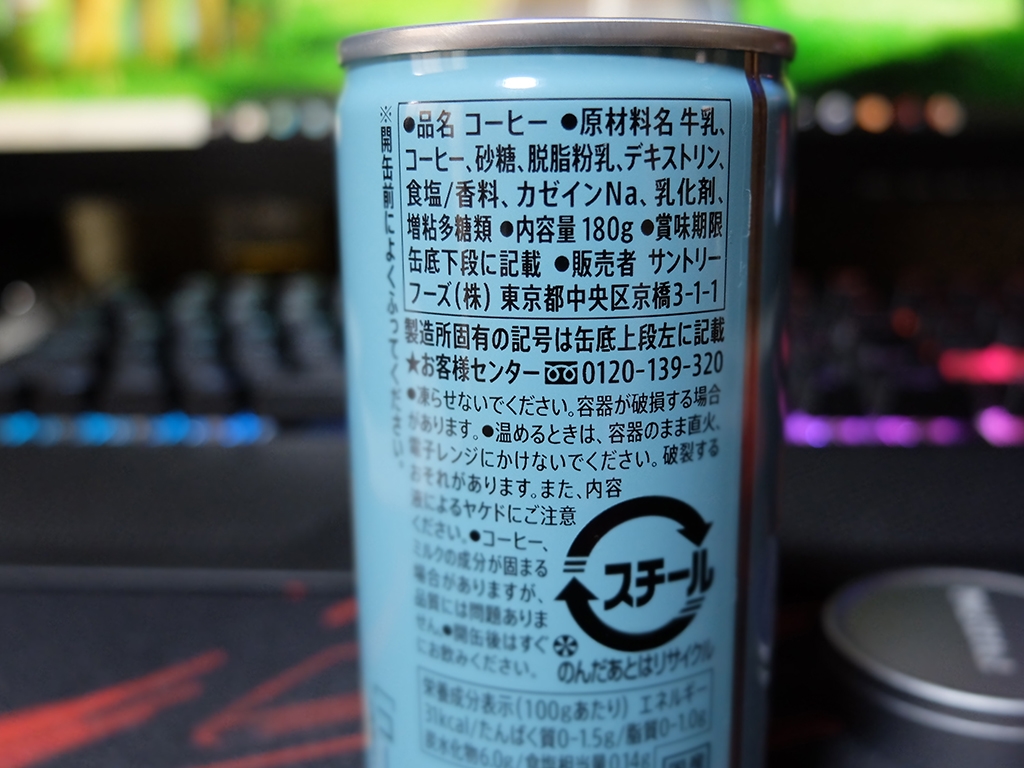 ※開缶前によくふってください。
●品名 コーヒー ●原材料名 牛乳、
コーヒー、砂糖、脱脂粉乳、デキストリン、
食塩/香料、カゼインNa、乳化剤、
増粘多糖類 ●内容量 180g ●賞味期限
缶底下段に記載 ●販売者 サントリー
フーズ(株) 東京都中央区京橋3-1-1
製造所固有の記号は缶底上段左に記載
★お客様センター 0120-139-320
●凍らせないでください。容器が破損する場合
があります。●温めるときは、容器のまま直火、
電子レンジにかけないでください。破裂する
おそれがあります。また、内容
液によるヤケドにご注意
ください。●コーヒー、
ミルクの成分が固まる
場合がありますが、
品質には問題ありま
せん。●開缶後はすぐ
にお飲みください。
スチール
のんだあとはリサイクル
栄養成分表示(100gあたり) エネルギー
31kcal/たんぱく質0-1.5g/脂質0-1.0g
炭水化物6.0g/食塩相当量0.14g